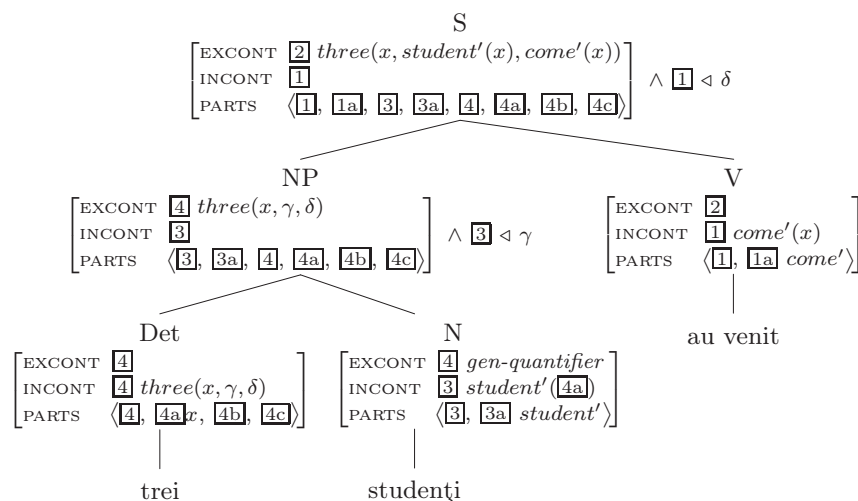 S
EXCONT 2 three(x, student′(x), come′(x))
INCONT 1 ∧ 1 ◁ δ
PARTS ⟨1, 1a, 3, 3a, 4, 4a, 4b, 4c⟩
NP V
EXCONT 4 three(x, γ, δ) EXCONT 2
INCONT 3 ∧ 3 ◁ γ INCONT 1 come′(x)
PARTS ⟨3, 3a, 4, 4a, 4b, 4c⟩ PARTS ⟨1, 1a come′⟩
Det N au venit
EXCONT 4 EXCONT 4 gen-quantifier
INCONT 4 three(x, γ, δ) INCONT 3 student′(4a)
PARTS ⟨4, 4a x, 4b, 4c⟩ PARTS ⟨3, 3a student′⟩
trei studenţi